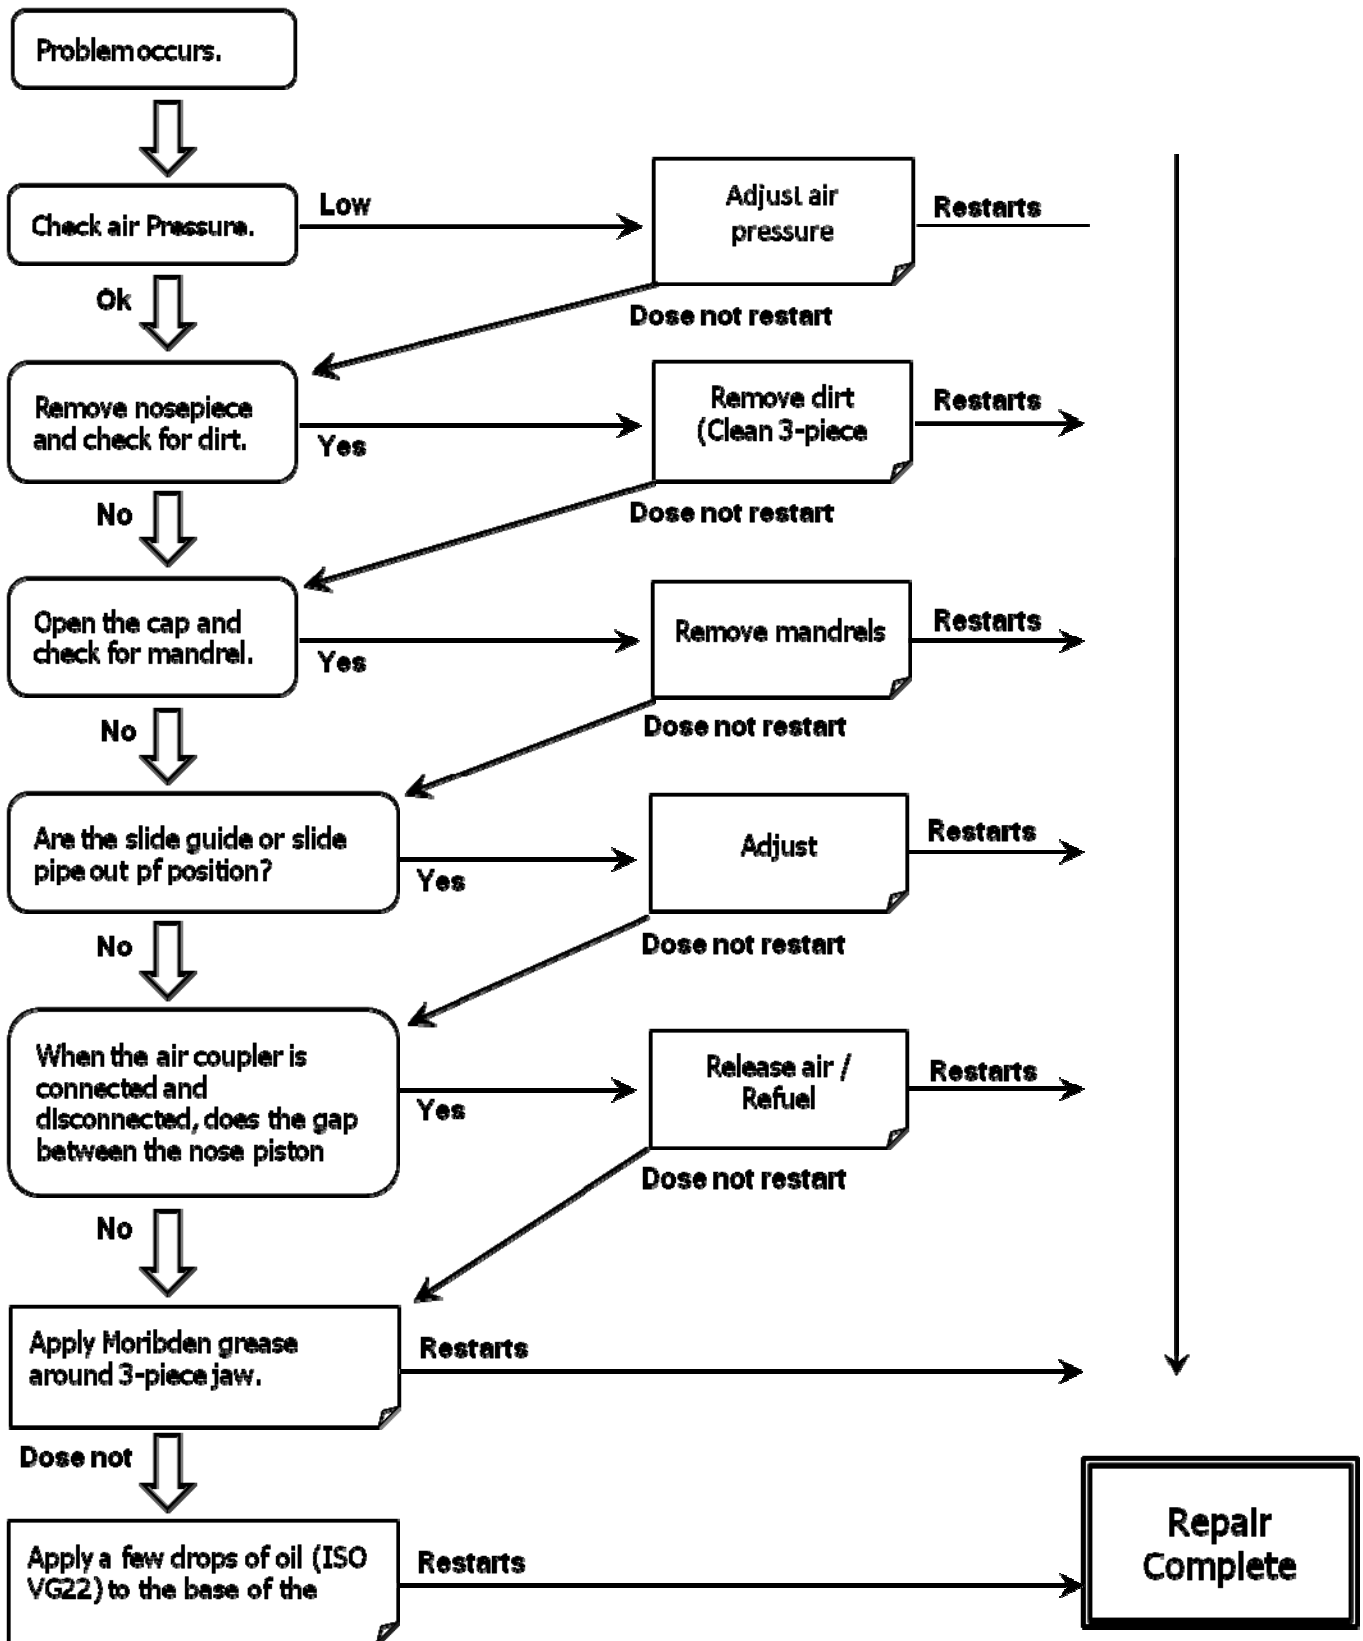 Problem occurs.
Check air Pressure.
Low
Adjust air
pressure
Restarts
Ok
Dose not restart
Remove nosepiece
and check for dirt.
Yes
Remove dirt
(Clean 3-piece
Restarts
No
Dose not restart
Open the cap and
check for mandrel.
Yes
Remove mandrels
Restarts
No
Dose not restart
Are the slide guide or slide
pipe out pf position?
Yes
Adjust
Restarts
No
Dose not restart
When the air coupler is
connected and
disconnected, does the gap
between the nose piston
Yes
Release air /
Refuel
Restarts
No
Dose not restart
Apply Moribden grease
around 3-piece jaw.
Restarts
Dose not
Apply a few drops of oil (ISO
VG22) to the base of the
Restarts
Repair
Complete